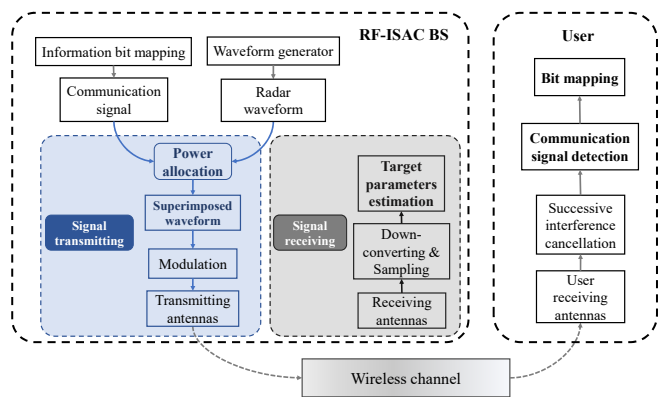 RF-ISAC BS
Information bit mapping
Waveform generator
Communication
signal
Radar
waveform
Power
allocation
Superimposed
waveform
Signal
transmitting
Modulation
Transmitting
antennas
Target
parameters
estimation
Signal
receiving
Down-
converting &
Sampling
Receiving
antennas
Wireless channel
User
Bit mapping
Communication
signal detection
Successive
interference
cancellation
User
receiving
antennas